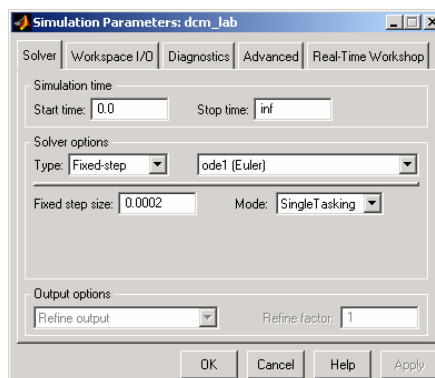 Simulation Parameters: dcm_lab
Solver Workspace I/O Diagnostics Advanced Real-Time Workshop
Simulation time
Start time: 0.0 Stop time: inf
Solver options
Type: Fixed-step ode1 (Euler)
Fixed step size: 0.0002 Mode: SingleTasking
Output options
Refine output Refine factor: 1
OK Cancel Help Apply